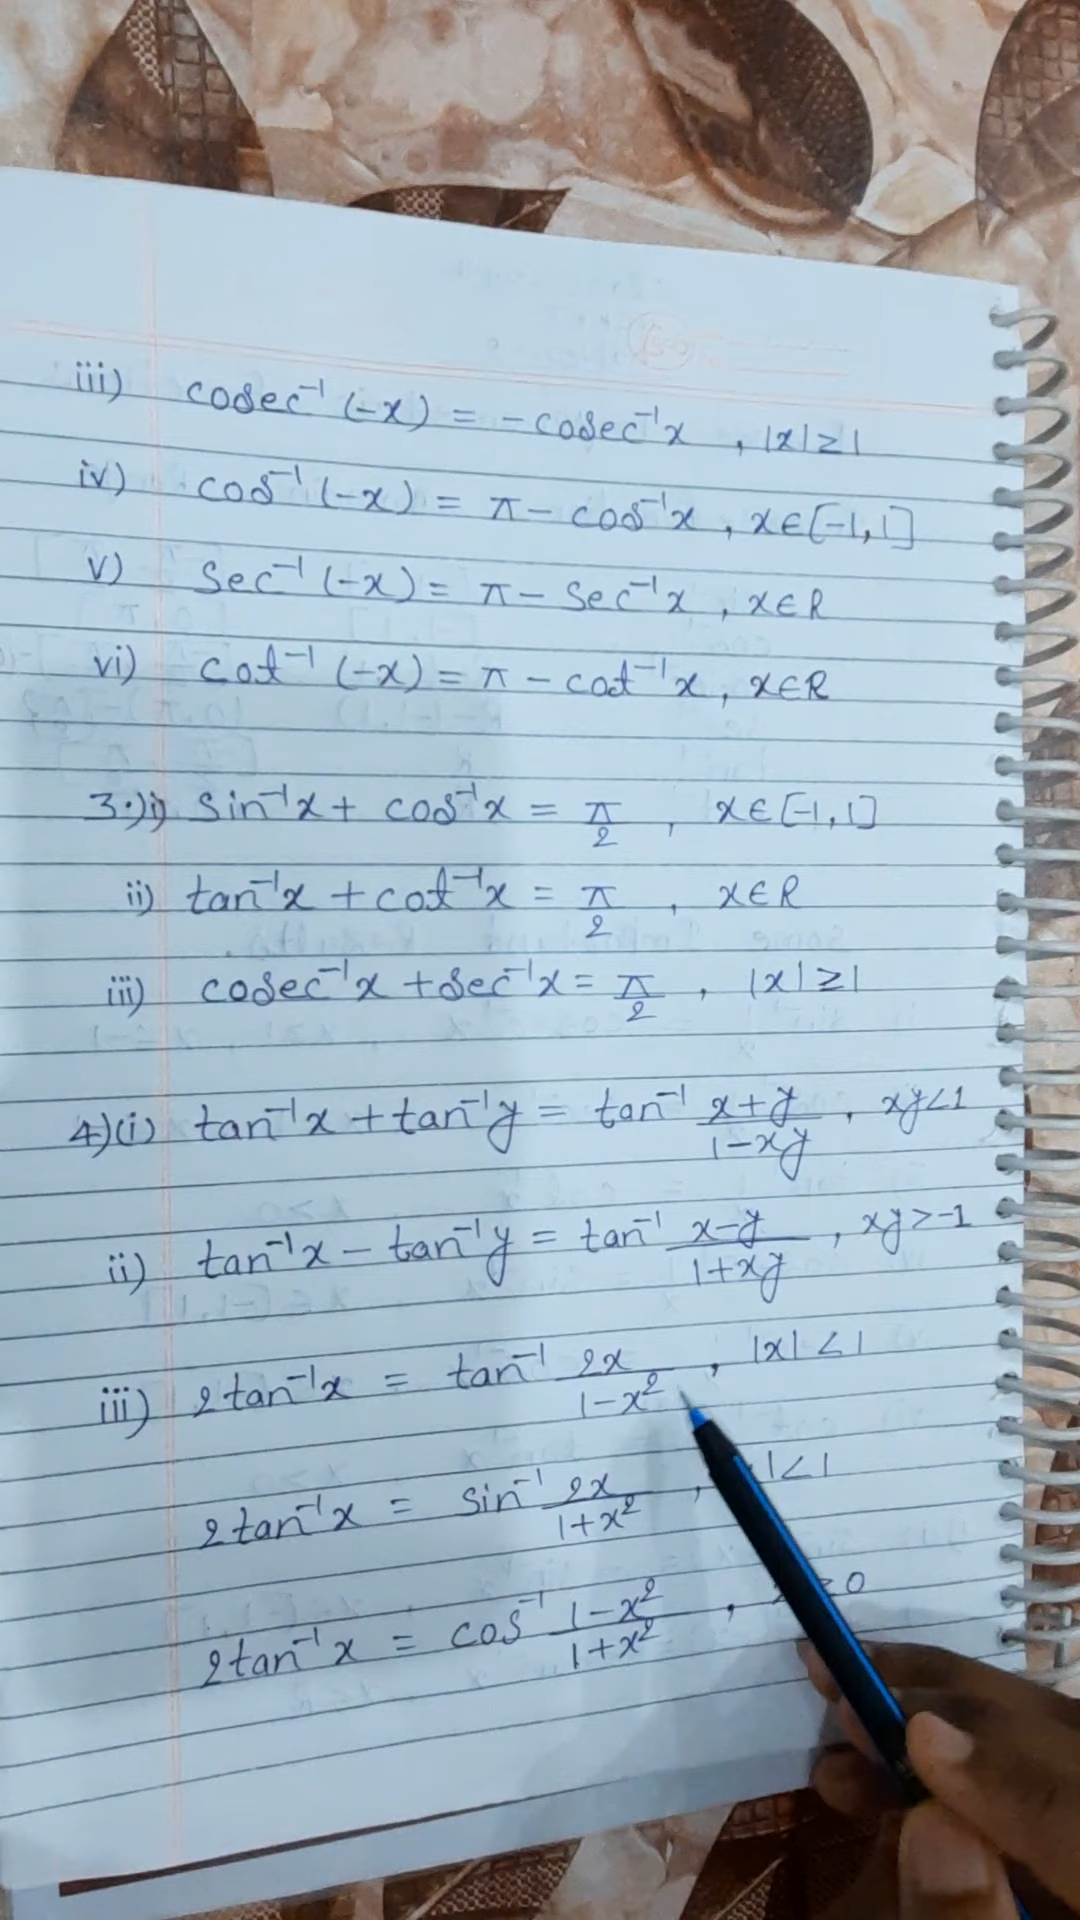 iii) cosec⁻¹(-x) = -cosec⁻¹x , |x| ≥ 1
iv) cos⁻¹(-x) = π - cos⁻¹x , x∈[-1,1]
v) sec⁻¹(-x) = π - sec⁻¹x , x∈R
vi) cot⁻¹(-x) = π - cot⁻¹x , x∈R
3.)i) sin⁻¹x + cos⁻¹x = π/2 , x∈[-1,1]
ii) tan⁻¹x + cot⁻¹x = π/2 , x∈R
iii) cosec⁻¹x + sec⁻¹x = π/2 , |x| ≥ 1
4)(i) tan⁻¹x + tan⁻¹y = tan⁻¹ (x+y)/(1-xy) , xy<1
ii) tan⁻¹x - tan⁻¹y = tan⁻¹ (x-y)/(1+xy) , xy>-1
iii) 2tan⁻¹x = tan⁻¹ 2x/(1-x²) , |x| < 1
2tan⁻¹x = sin⁻¹ 2x/(1+x²) , |<1
2tan⁻¹x = cos⁻¹ (1-x²)/(1+x²) , 0